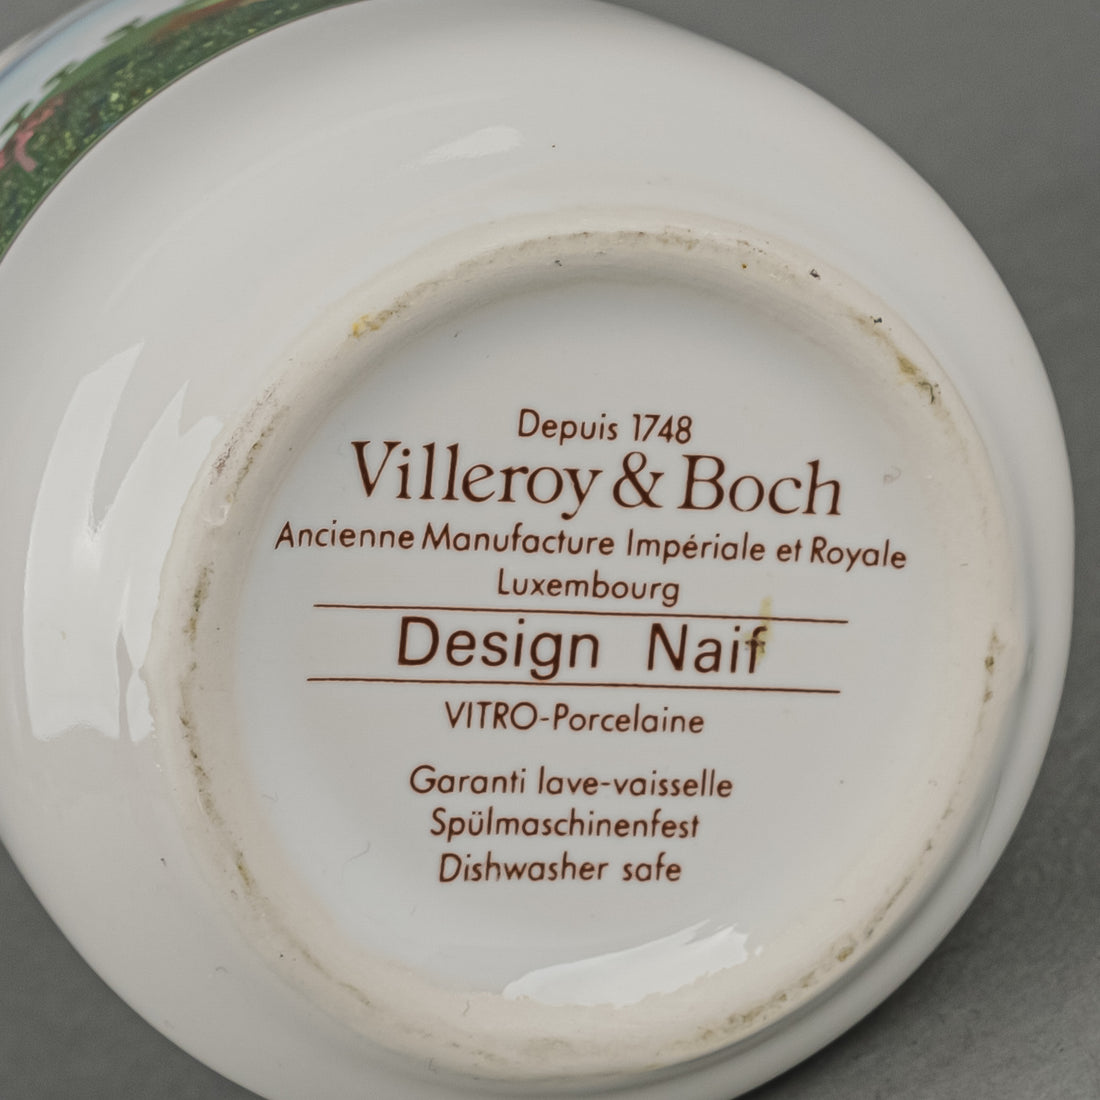 Depuis 1748
Villeroy & Boch
Ancienne Manufacture Impériale et Royale
Luxembourg
Design Naif
VITRO-Porcelaine
Garanti lave-vaisselle
Spülmaschinenfest
Dishwasher safe